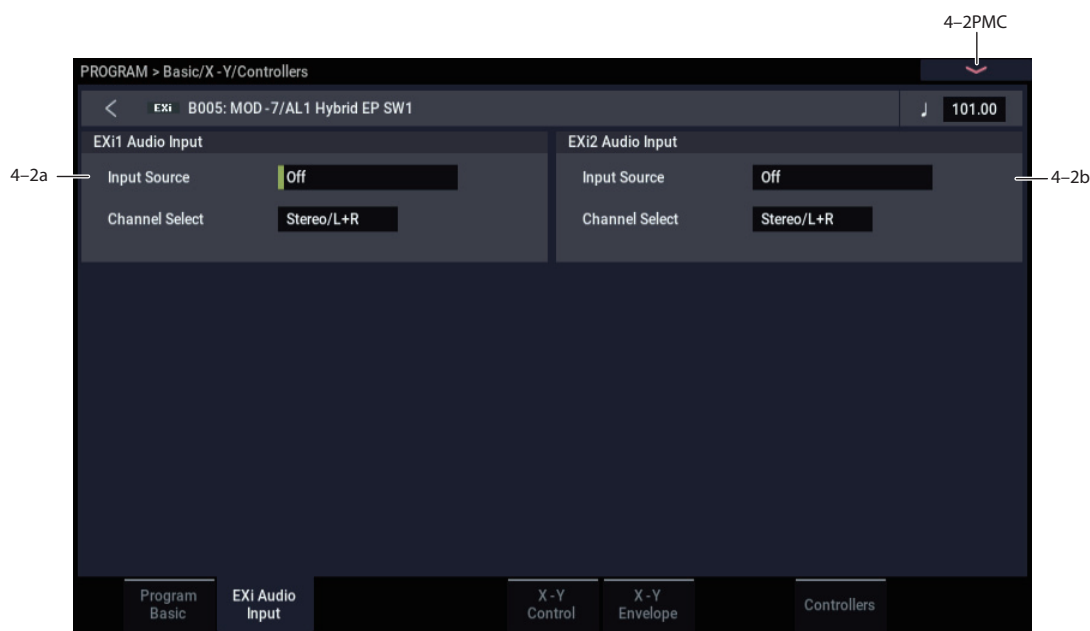 4–2PMC
PROGRAM > Basic/X-Y/Controllers
< EXi B005: MOD-7/AL1 Hybrid EP SW1 ♩ 101.00
EXi1 Audio Input EXi2 Audio Input
4–2a Input Source Off Input Source Off 4–2b
Channel Select Stereo/L+R Channel Select Stereo/L+R
Program EXi Audio X-Y X-Y Controllers
Basic Input Control Envelope